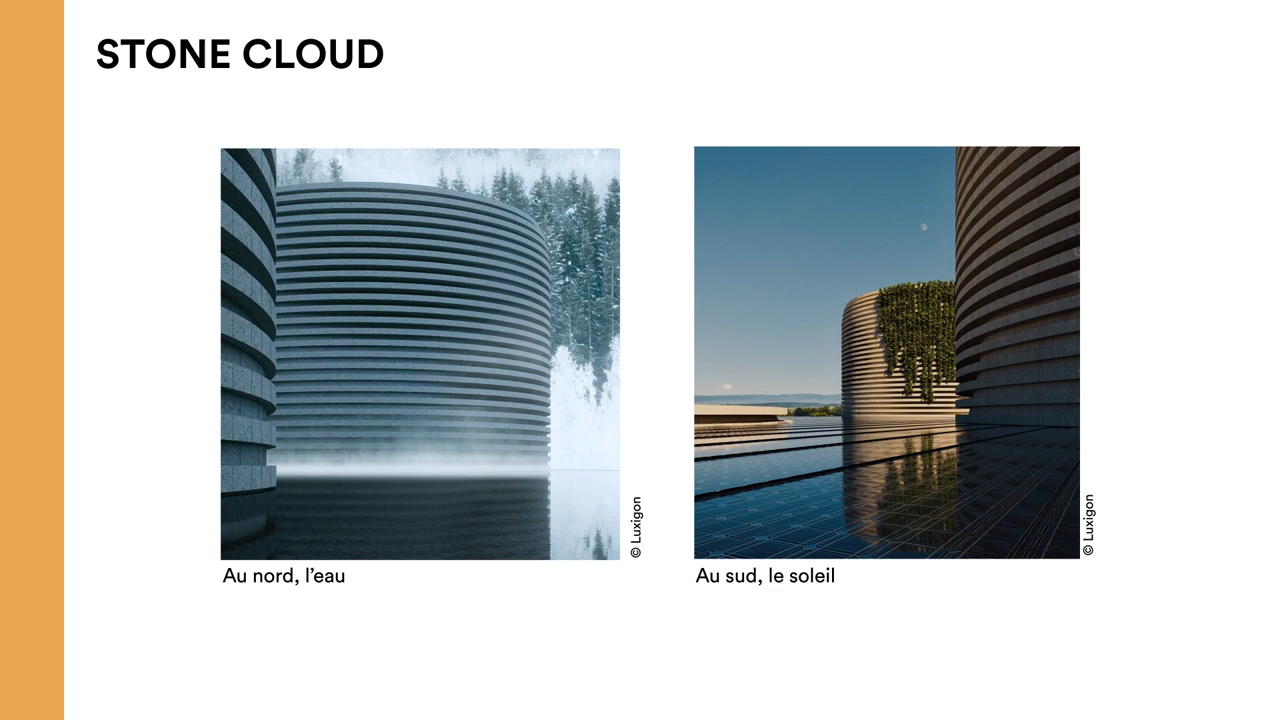 STONE CLOUD
© Luxigon
© Luxigon
Au nord, l’eau
Au sud, le soleil